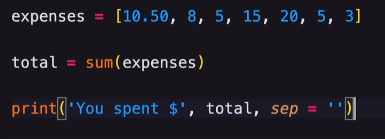 expenses = [10.50, 8, 5, 15, 20, 5, 3]
total = sum(expenses)
print('You spent $', total, sep = '')